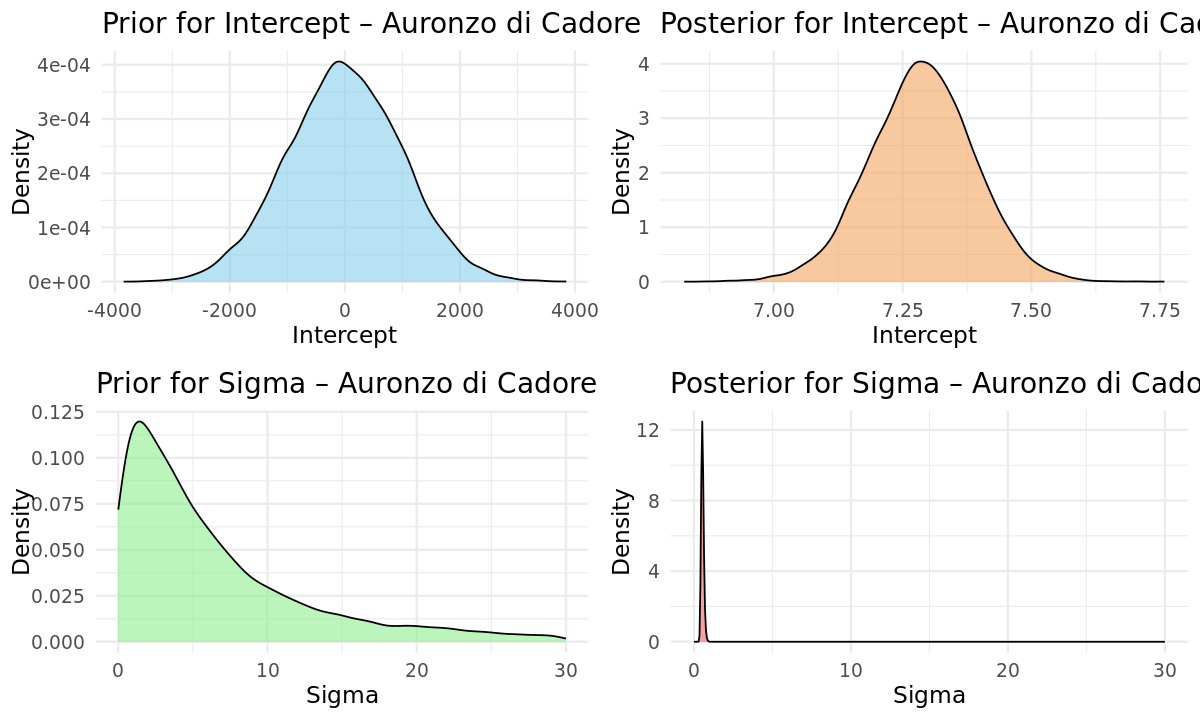 Prior for Intercept – Auronzo di Cadore
4e-04
3e-04
2e-04
1e-04
0e+00
Density
-4000 -2000 0 2000 4000
Intercept
Posterior for Intercept – Auronzo di Ca
4
3
2
1
0
Density
7.00 7.25 7.50 7.75
Intercept
Prior for Sigma – Auronzo di Cadore
0.125
0.100
0.075
0.050
0.025
0.000
Density
0 10 20 30
Sigma
Posterior for Sigma – Auronzo di Cado
12
8
4
0
Density
0 10 20 30
Sigma